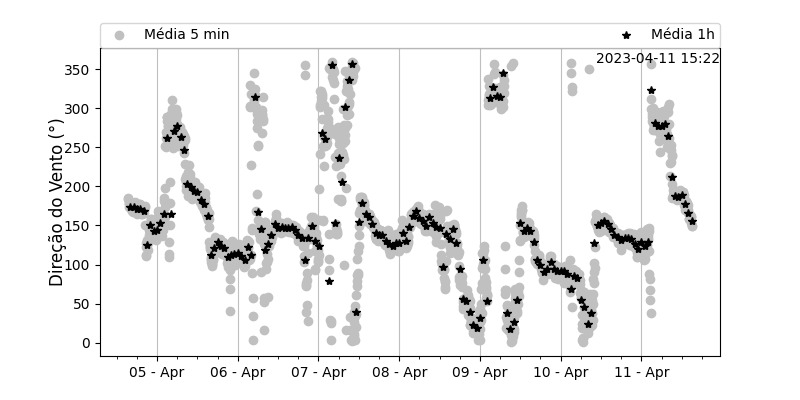 Média 5 min
Média 1h
2023-04-11 15:22
Direção do Vento (°)
350
300
250
200
150
100
50
0
05 - Apr
06 - Apr
07 - Apr
08 - Apr
09 - Apr
10 - Apr
11 - Apr